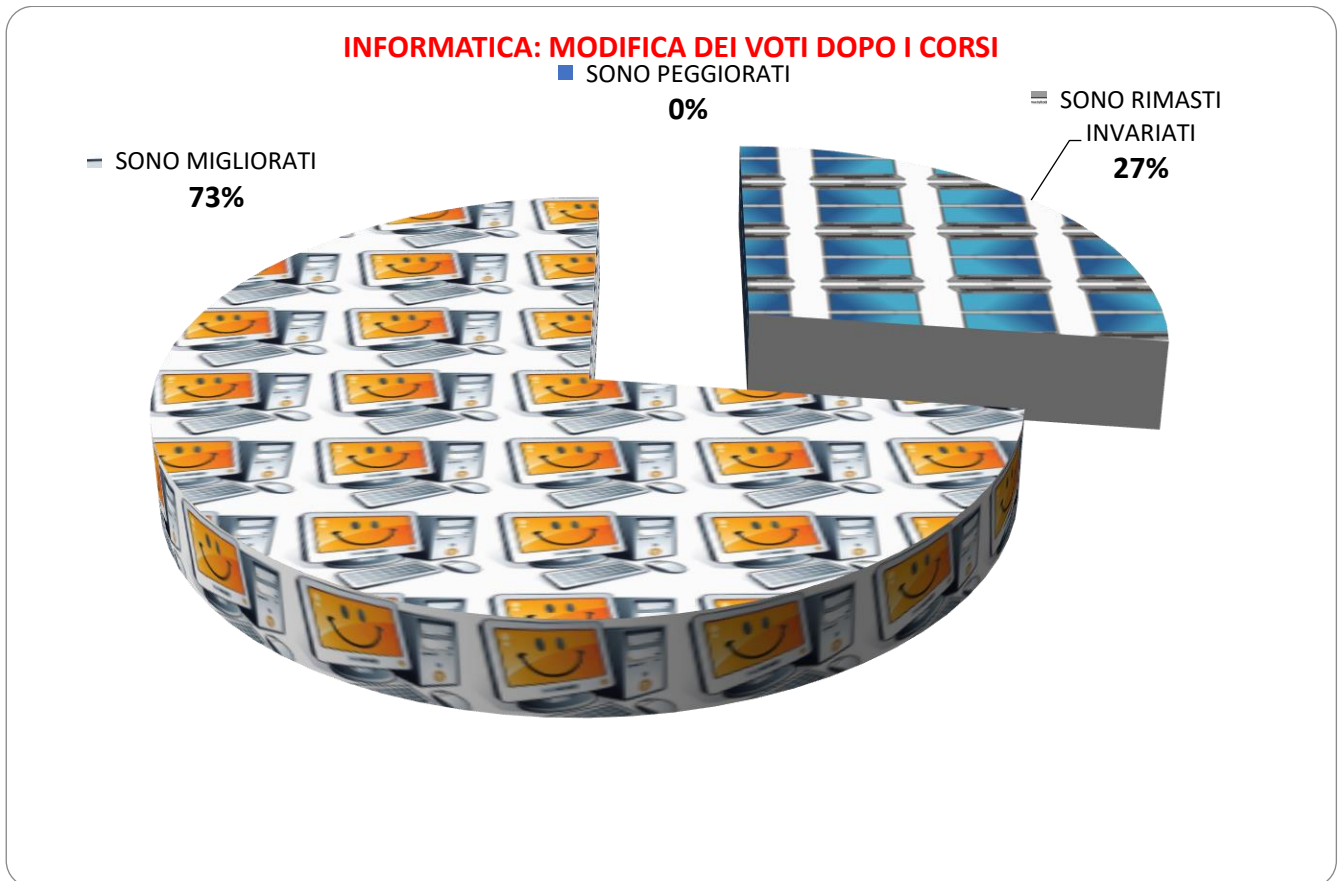 INFORMATICA: MODIFICA DEI VOTI DOPO I CORSI
SONO PEGGIORATI
0%
SONO RIMASTI
INVARIATI
27%
SONO MIGLIORATI
73%